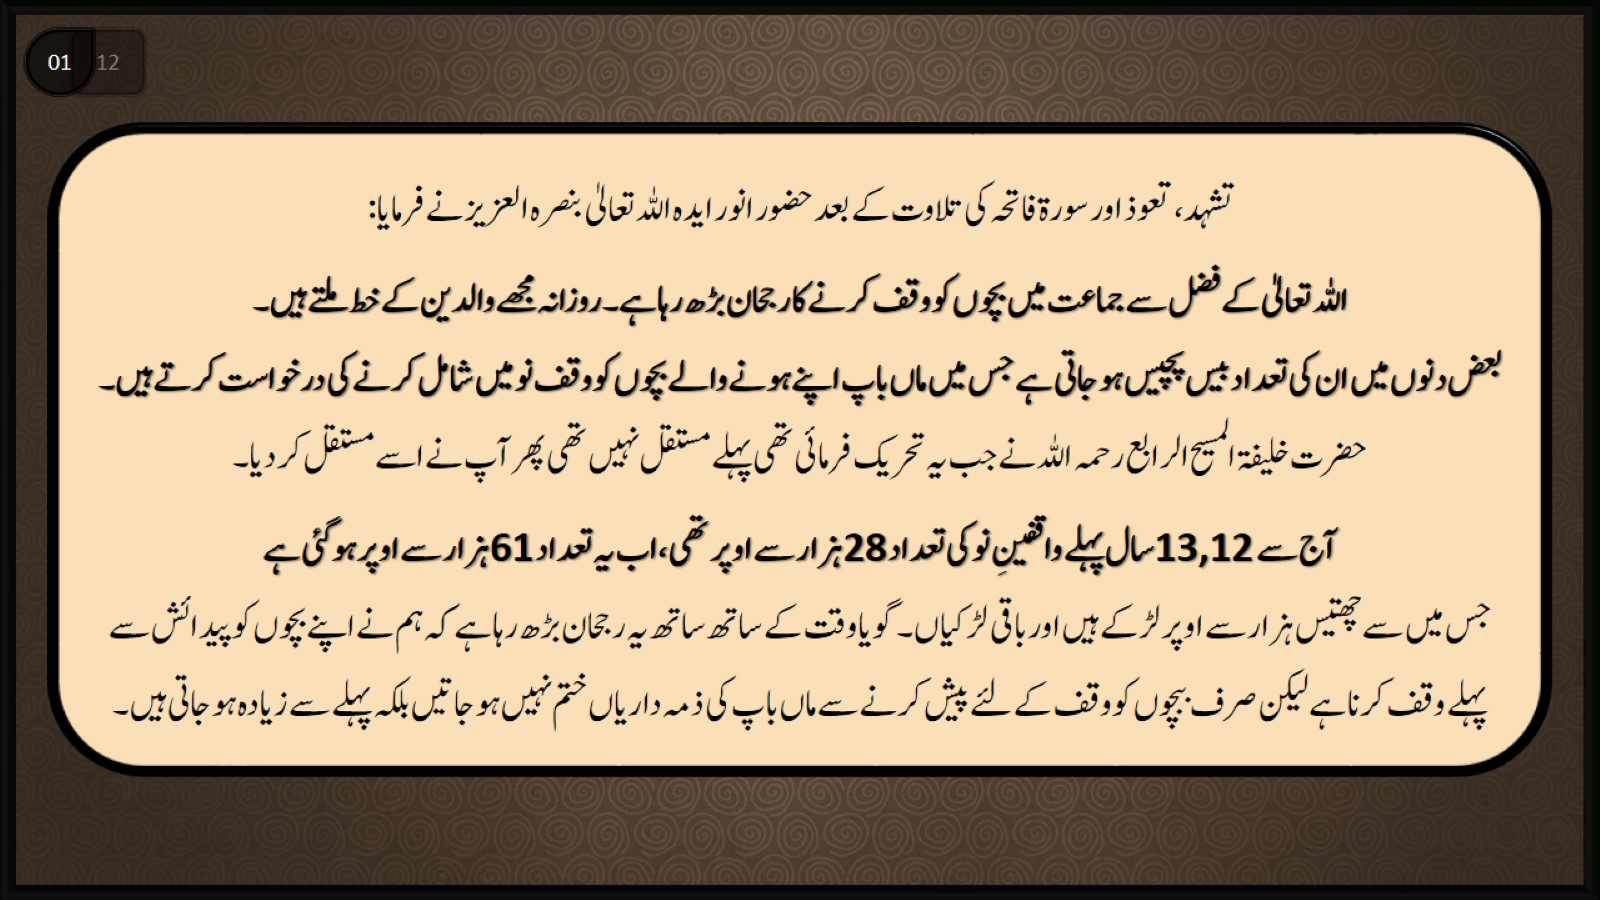 01 12
تشہد، تعوذ اور سورۃ فاتحہ کی تلاوت کے بعد حضور انور ایدہ اللہ تعالیٰ بنصرہ العزیز نے فرمایا:
اللہ تعالیٰ کے فضل سے جماعت میں بچوں کو وقف کرنے کا رجحان بڑھ رہا ہے۔ روزانہ مجھے والدین کے خط ملتے ہیں۔
بعض دنوں میں ان کی تعداد بیس پچیس ہو جاتی ہے جس میں ماں باپ اپنے ہونے والے بچوں کو وقف نو میں شامل کرنے کی درخواست کرتے ہیں۔
حضرت خلیفۃ المسیح الرابع رحمہ اللہ نے جب یہ تحریک فرمائی تھی پہلے مستقل نہیں تھی پھر آپ نے اسے مستقل کر دیا۔
آج سے 13,12 سال پہلے واقفینِ نو کی تعداد 28 ہزار سے اوپر تھی، اب یہ تعداد 61 ہزار سے اوپر ہو گئی ہے
جس میں سے چھتیس ہزار سے اوپر لڑکے ہیں اور باقی لڑکیاں۔ گویا وقت کے ساتھ ساتھ یہ رجحان بڑھ رہا ہے کہ ہم نے اپنے بچوں کو پیدائش سے
پہلے وقف کرنا ہے لیکن صرف بچوں کو وقف کے لئے پیش کرنے سے ماں باپ کی ذمہ داریاں ختم نہیں ہو جاتیں بلکہ پہلے سے زیادہ ہو جاتی ہیں۔